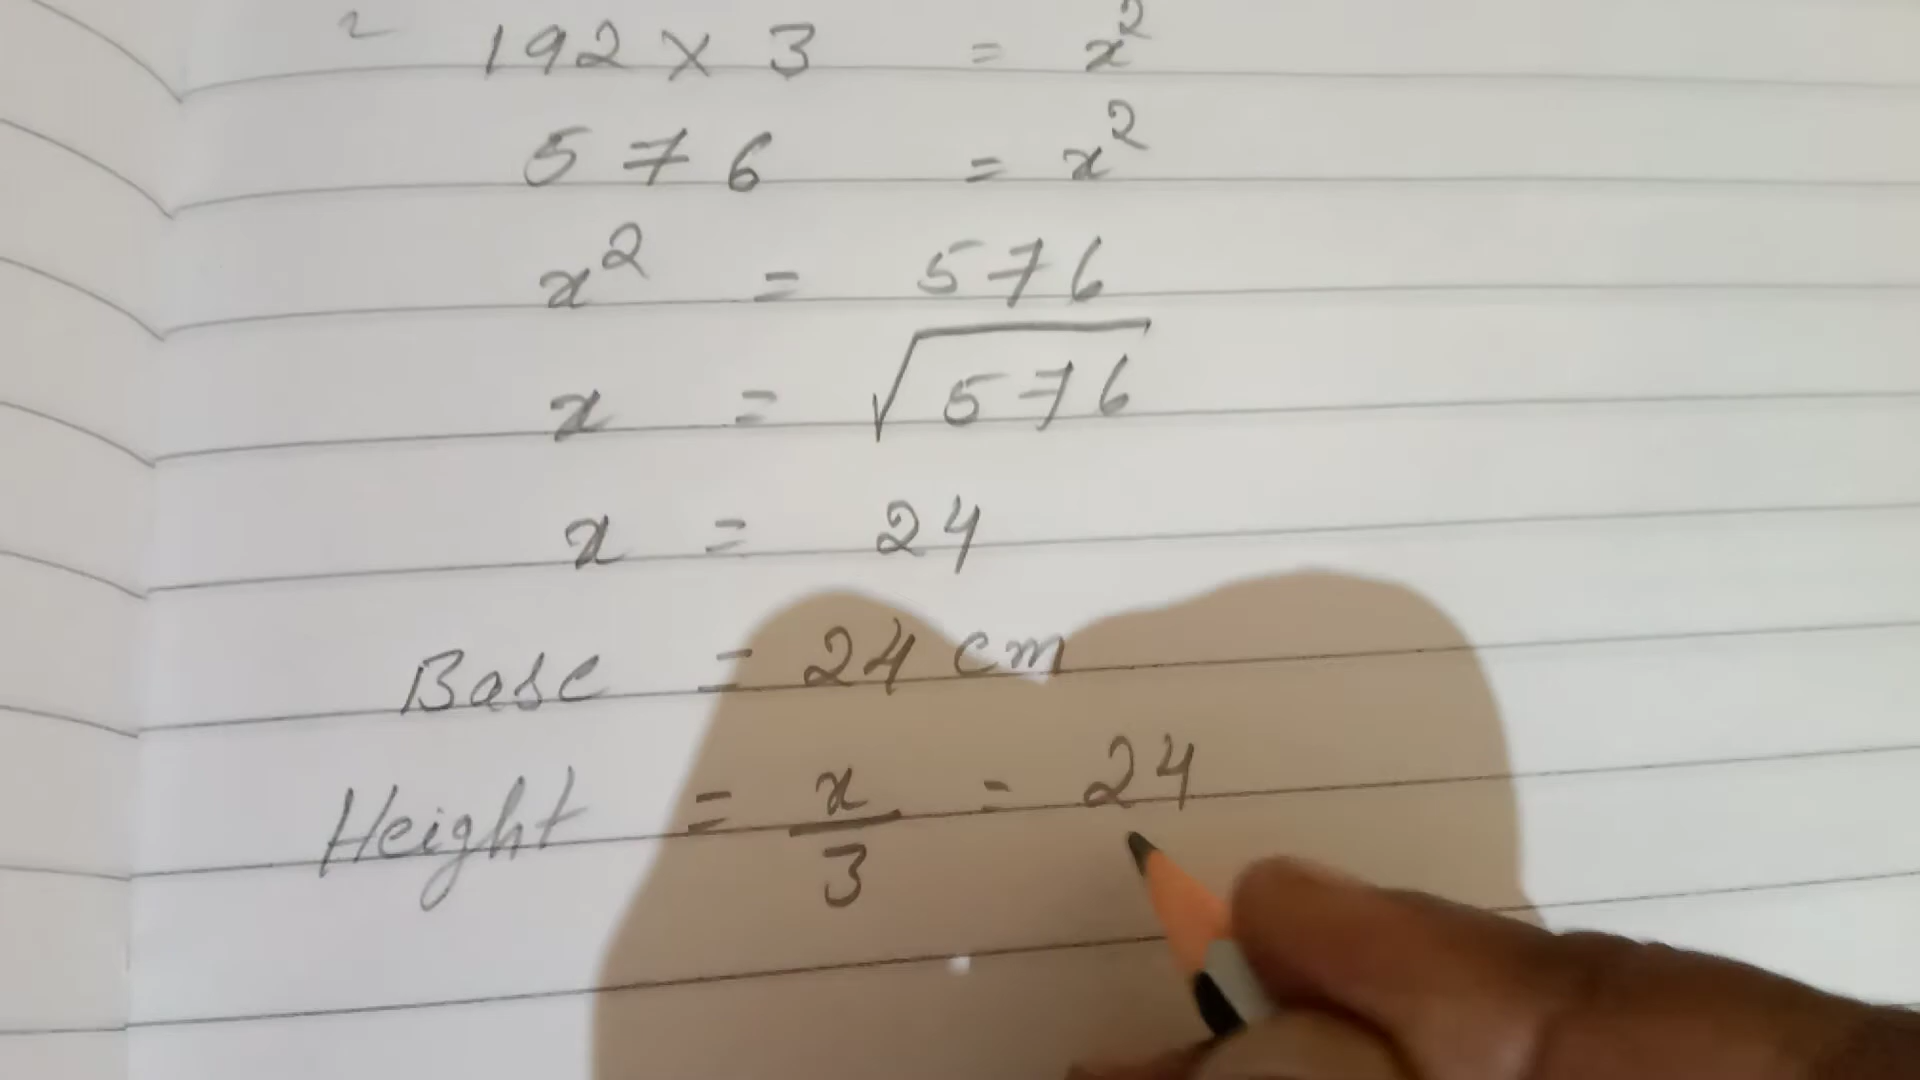 192 × 3 = x²
576 = x²
x² = 576
x = √576
x = 24
Base = 24 cm
Height = x/3 = 24